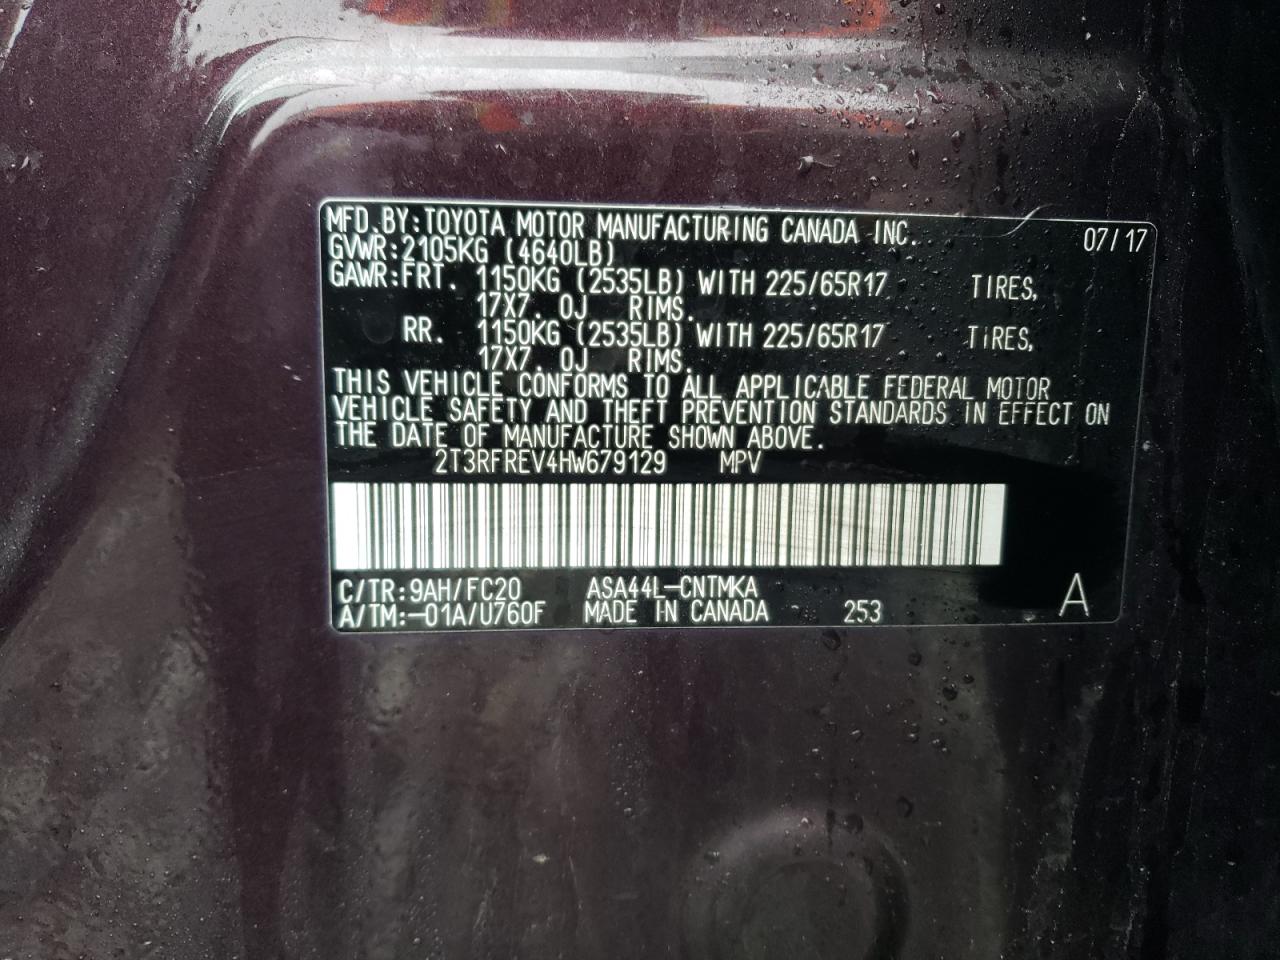 MFD.BY:TOYOTA MOTOR MANUFACTURING CANADA INC. 07/17
GVWR:2105KG (4640LB)
GAWR:FRT. 1150KG (2535LB) WITH 225/65R17 TIRES,
17X7.0J RIMS.
RR. 1150KG (2535LB) WITH 225/65R17 TIRES,
17X7.0J RIMS.
THIS VEHICLE CONFORMS TO ALL APPLICABLE FEDERAL MOTOR
VEHICLE SAFETY AND THEFT PREVENTION STANDARDS IN EFFECT ON
THE DATE OF MANUFACTURE SHOWN ABOVE.
2T3RFREV4HW679129 MPV
C/TR:9AH/FC20 ASA44L-CNTMKA
A/TM:-01A/U760F MADE IN CANADA 253 A